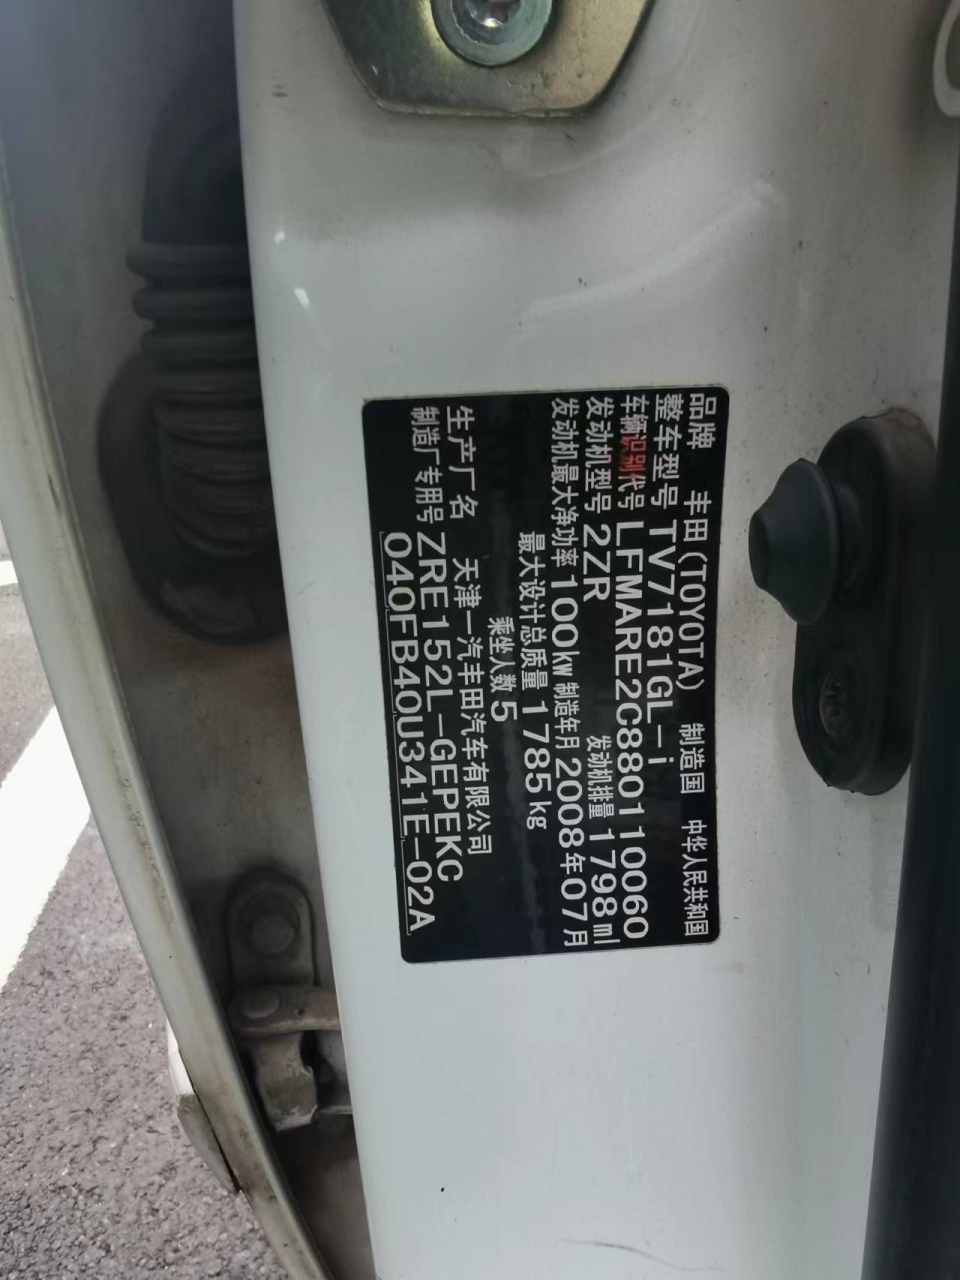 品牌 丰田(TOYOTA) 制造国 中华人民共和国
整车型号 TV7181GL-i
车辆识别代号 LFMARE2C880110060
发动机型号 2ZR 发动机排量 1798ml
发动机最大净功率 100kw 制造年月 2008年07月
最大设计总质量 1785kg
乘坐人数 5
生产厂名 天津一汽丰田汽车有限公司
制造厂专用号 ZRE152L-GEPEKC
040FB40U341E-02A